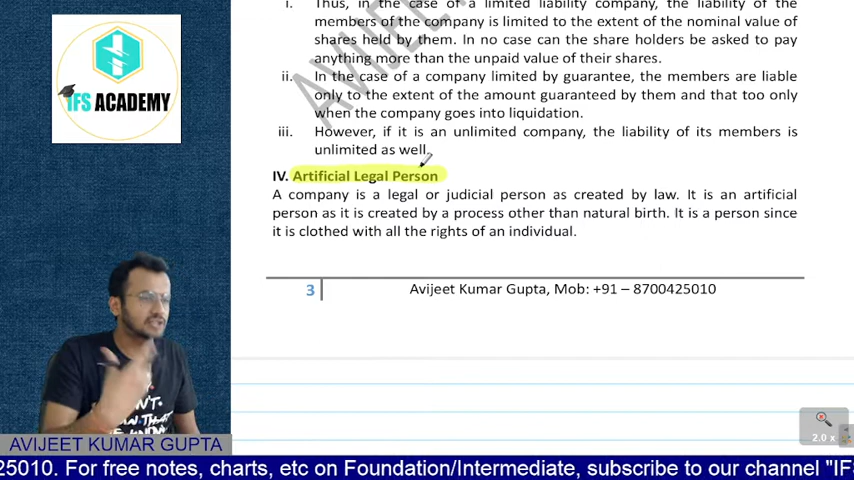 i. Thus, in the case of a limited liability company, the liability of the
members of the company is limited to the extent of the nominal value of
shares held by them. In no case can the share holders be asked to pay
anything more than the unpaid value of their shares.
ii. In the case of a company limited by guarantee, the members are liable
only to the extent of the amount guaranteed by them and that too only
when the company goes into liquidation.
iii. However, if it is an unlimited company, the liability of its members is
unlimited as well.
IV. Artificial Legal Person
A company is a legal or judicial person as created by law. It is an artificial
person as it is created by a process other than natural birth. It is a person since
it is clothed with all the rights of an individual.
3
Avijeet Kumar Gupta, Mob: +91 – 8700425010
IFS ACADEMY
AVIJEE
2.0 x
AVIJEET KUMAR GUPTA
25010. For free notes, charts, etc on Foundation/Intermediate, subscribe to our channel "IF